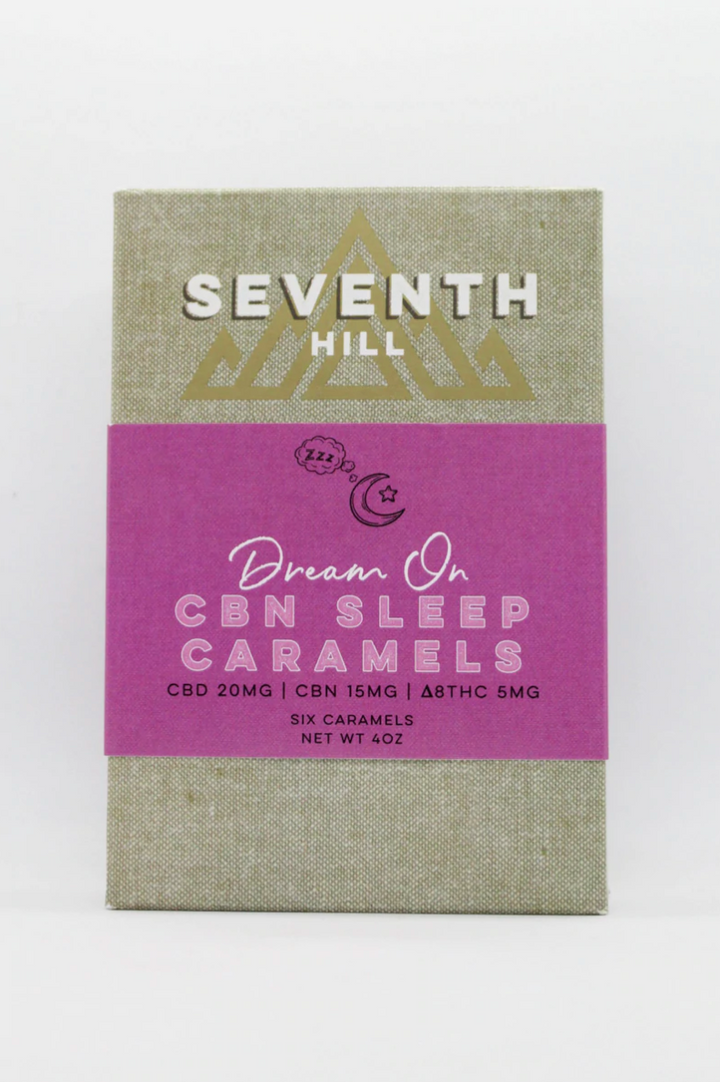 SEVENTH
HILL
Zzz
Dream On
CBN SLEEP
CARAMELS
CBD 20MG | CBN 15MG | Δ8THC 5MG
SIX CARAMELS
NET WT 4OZ